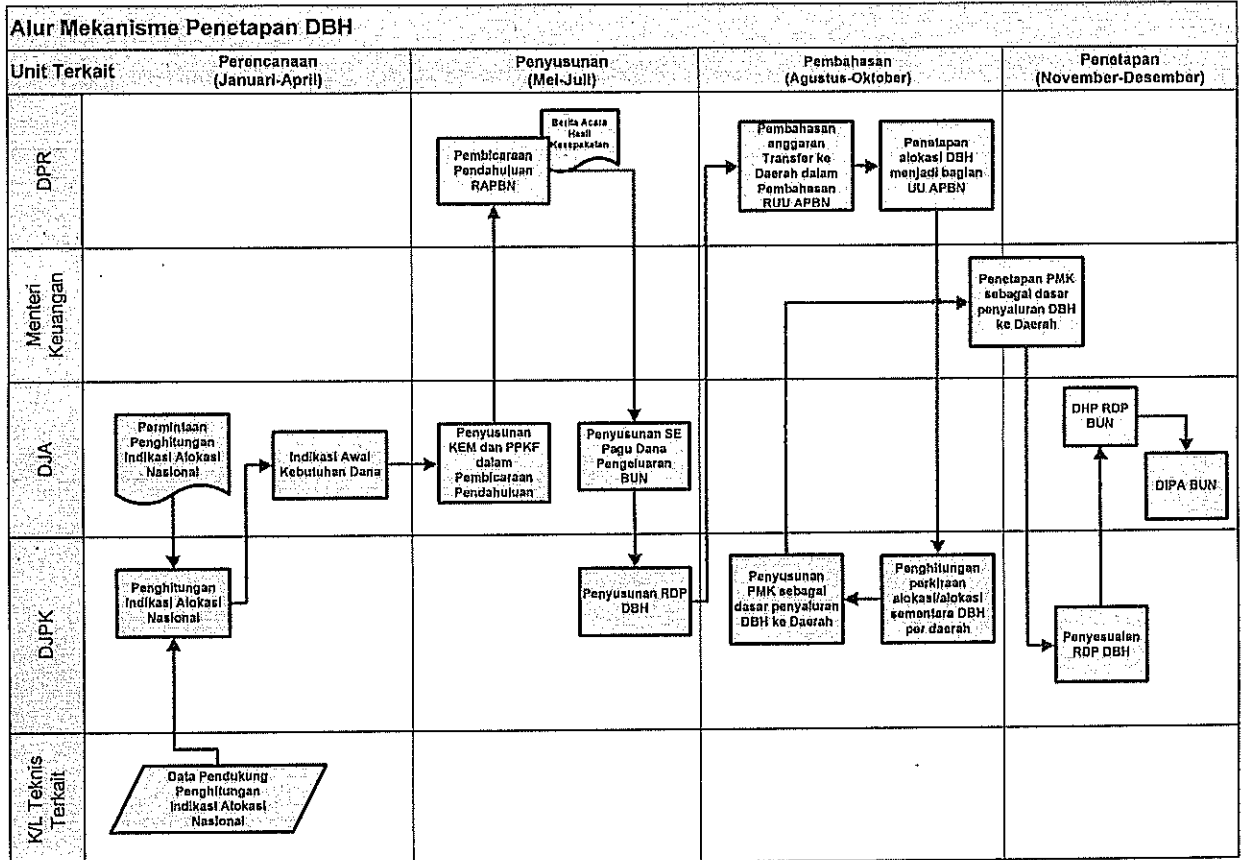 Alur Mekanisme Penetapan DBH
Unit Terkait
Perencanaan
(Januari-April)
Penyusunan
(Mei-Juli)
Pembahasan
(Agustus-Oktober)
Penetapan
(November-Desember)
DPR
Pembicaraan
Pendahuluan
RAPBN
Berita Acara
Hasil
Kesepakatan
Pembahasan
anggaran
Transfer ke
Daerah dalam
Pembahasan
RUU APBN
Penetapan
alokasi DBH
menjadi bagian
UU APBN
Menteri
Keuangan
Penetapan PMK
sebagai dasar
penyaluran DBH
ke Daerah
DJA
Permintaan
Penghitungan
Indikasi Alokasi
Nasional
Indikasi Awal
Kebutuhan Dana
Penyusunan
KEM dan PPKF
dalam
Pembicaraan
Pendahuluan
Penyusunan SE
Pagu Dana
Pengeluaran
BUN
DHP RDP
BUN
DIPA BUN
DJPK
Penghitungan
Indikasi Alokasi
Nasional
Penyusunan RDP
DBH
Penyusunan
PMK sebagai
dasar penyaluran
DBH ke Daerah
Penghitungan
perkiraan
alokasi/alokasi
sementara DBH
per daerah
Penyesuaian
RDP DBH
K/L Teknis
Terkait
Data Pendukung
Penghitungan
Indikasi Alokasi
Nasional